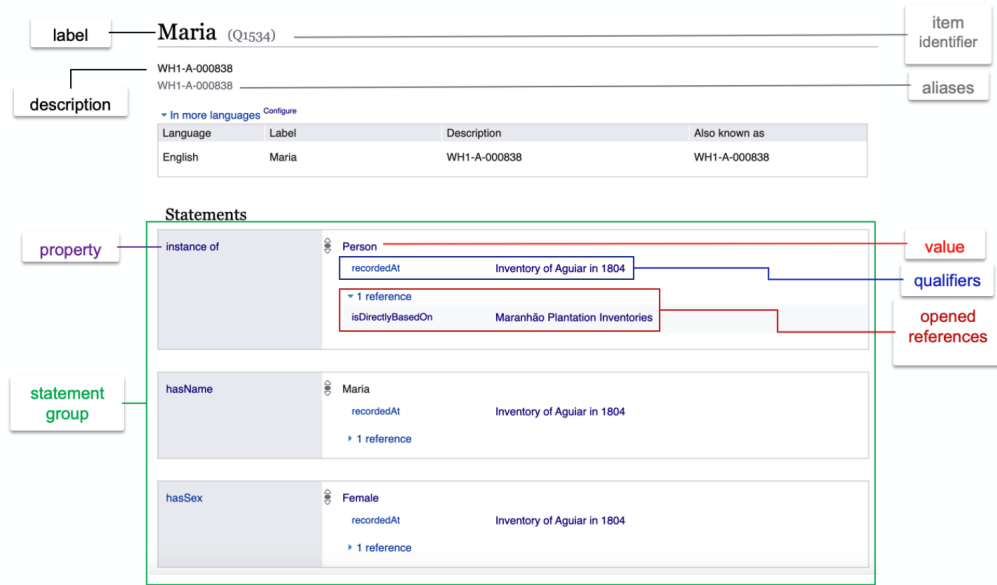 label
Maria (Q1534)
item
identifier
WH1-A-000838
WH1-A-000838
description
aliases
In more languages Configure
Language Label Description Also known as
English Maria WH1-A-000838 WH1-A-000838
Statements
property
instance of
Person
value
recordedAt Inventory of Aguiar in 1804
qualifiers
1 reference
isDirectlyBasedOn Maranhão Plantation Inventories
opened
references
statement
group
hasName
Maria
recordedAt Inventory of Aguiar in 1804
1 reference
hasSex
Female
recordedAt Inventory of Aguiar in 1804
1 reference